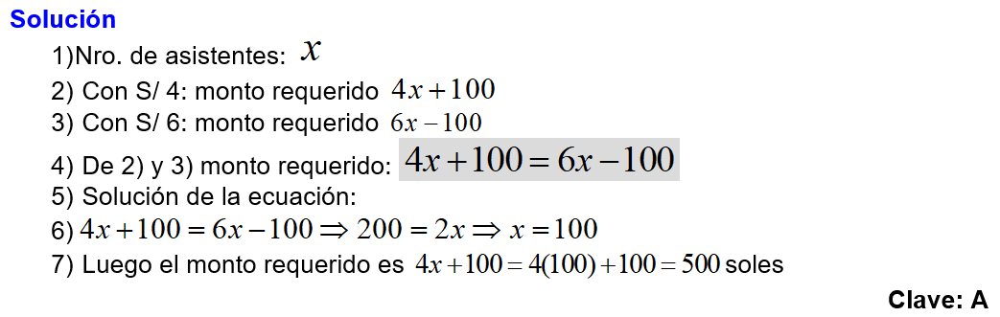 Solución
1)Nro. de asistentes: x
2) Con S/ 4: monto requerido 4x+100
3) Con S/ 6: monto requerido 6x−100
4) De 2) y 3) monto requerido: 4x+100=6x−100
5) Solución de la ecuación:
6) 4x+100=6x−100⇒200=2x⇒x=100
7) Luego el monto requerido es 4x+100=4(100)+100=500 soles
Clave: A